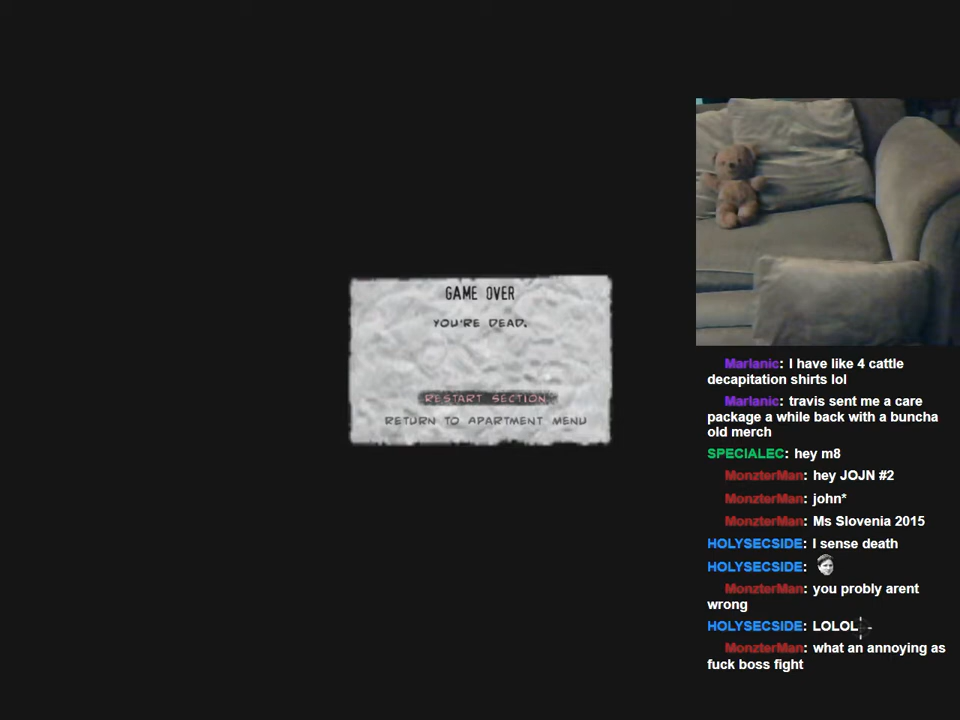 GAME OVER
YOU'RE DEAD.
RESTART SECTION
RETURN TO APARTMENT MENU
Marlanic: I have like 4 cattle
decapitation shirts lol
Marlanic: travis sent me a care
package a while back with a buncha
old merch
SPECIALEC: hey m8
MonzterMan: hey JOJN #2
MonzterMan: john*
MonzterMan: Ms Slovenia 2015
HOLYSECSIDE: I sense death
HOLYSECSIDE:
MonzterMan: you probly arent
wrong
HOLYSECSIDE: LOLOL
MonzterMan: what an annoying as
fuck boss fight